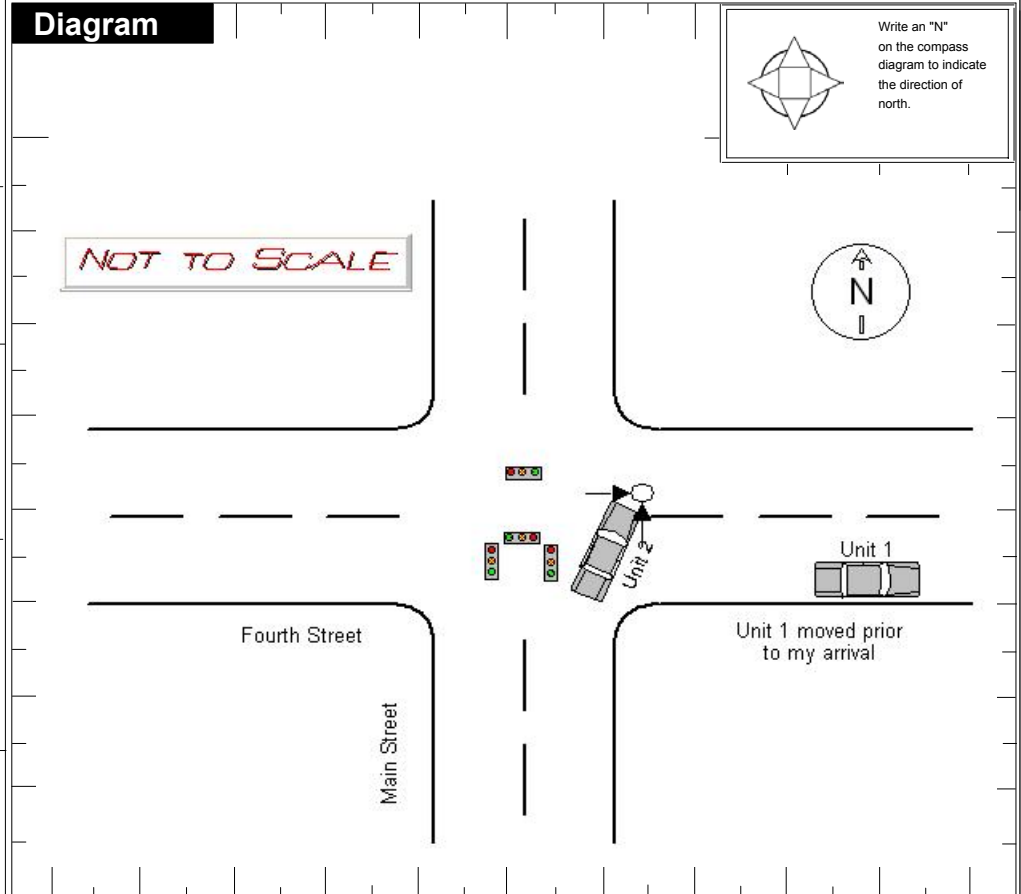 Diagram
Write an "N"
on the compass
diagram to indicate
the direction of
north.
NOT TO SCALE
N
Unit 2
Unit 1
Fourth Street
Unit 1 moved prior
to my arrival
Main Street